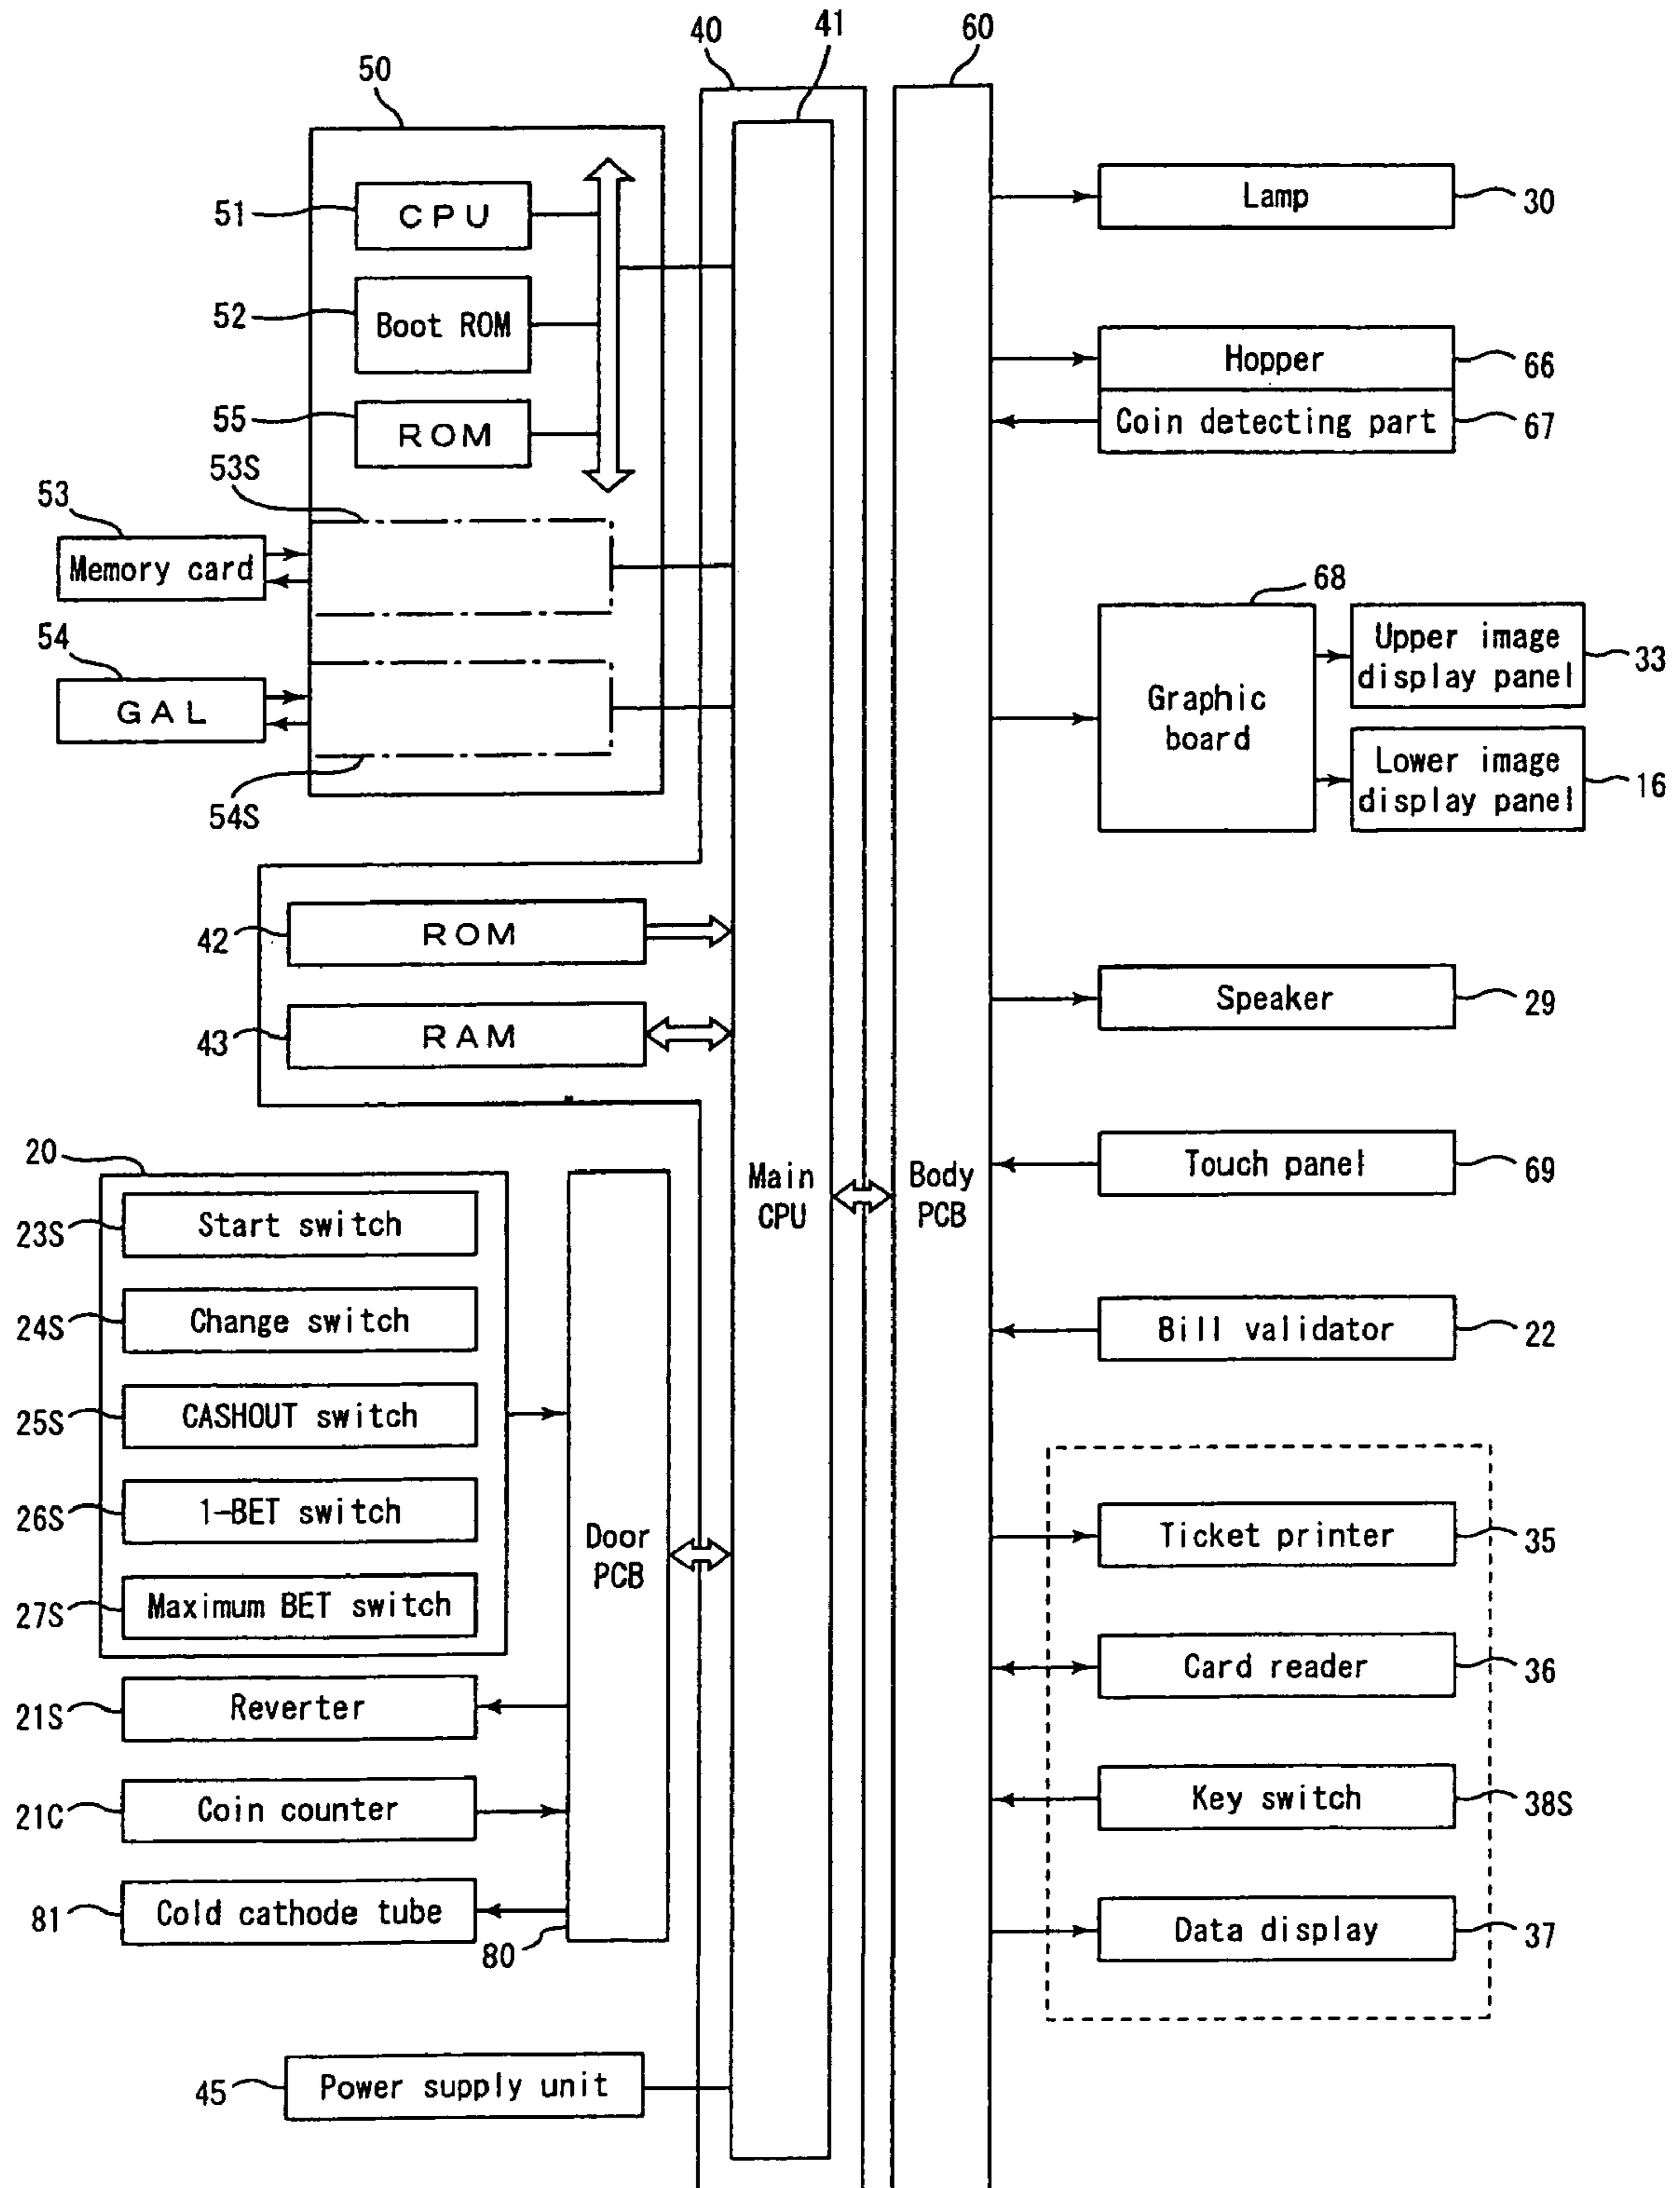 40
41
60
50
51
CPU
52
Boot ROM
55
ROM
53S
53
Memory card
54
GAL
54S
42
ROM
43
RAM
20
23S
Start switch
24S
Change switch
25S
CASHOUT switch
26S
1-BET switch
27S
Maximum BET switch
21S
Reverter
21C
Coin counter
81
Cold cathode tube
80
Door
PCB
45
Power supply unit
Main
CPU
Body
PCB
Lamp
30
Hopper
66
Coin detecting part
67
68
Graphic
board
Upper image
display panel
33
Lower image
display panel
16
Speaker
29
Touch panel
69
Bill validator
22
Ticket printer
35
Card reader
36
Key switch
38S
Data display
37